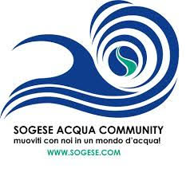 SOGESE ACQUA COMMUNITY
muoviti con noi in un mondo d'acqua!
WWW.SOGESE.COM